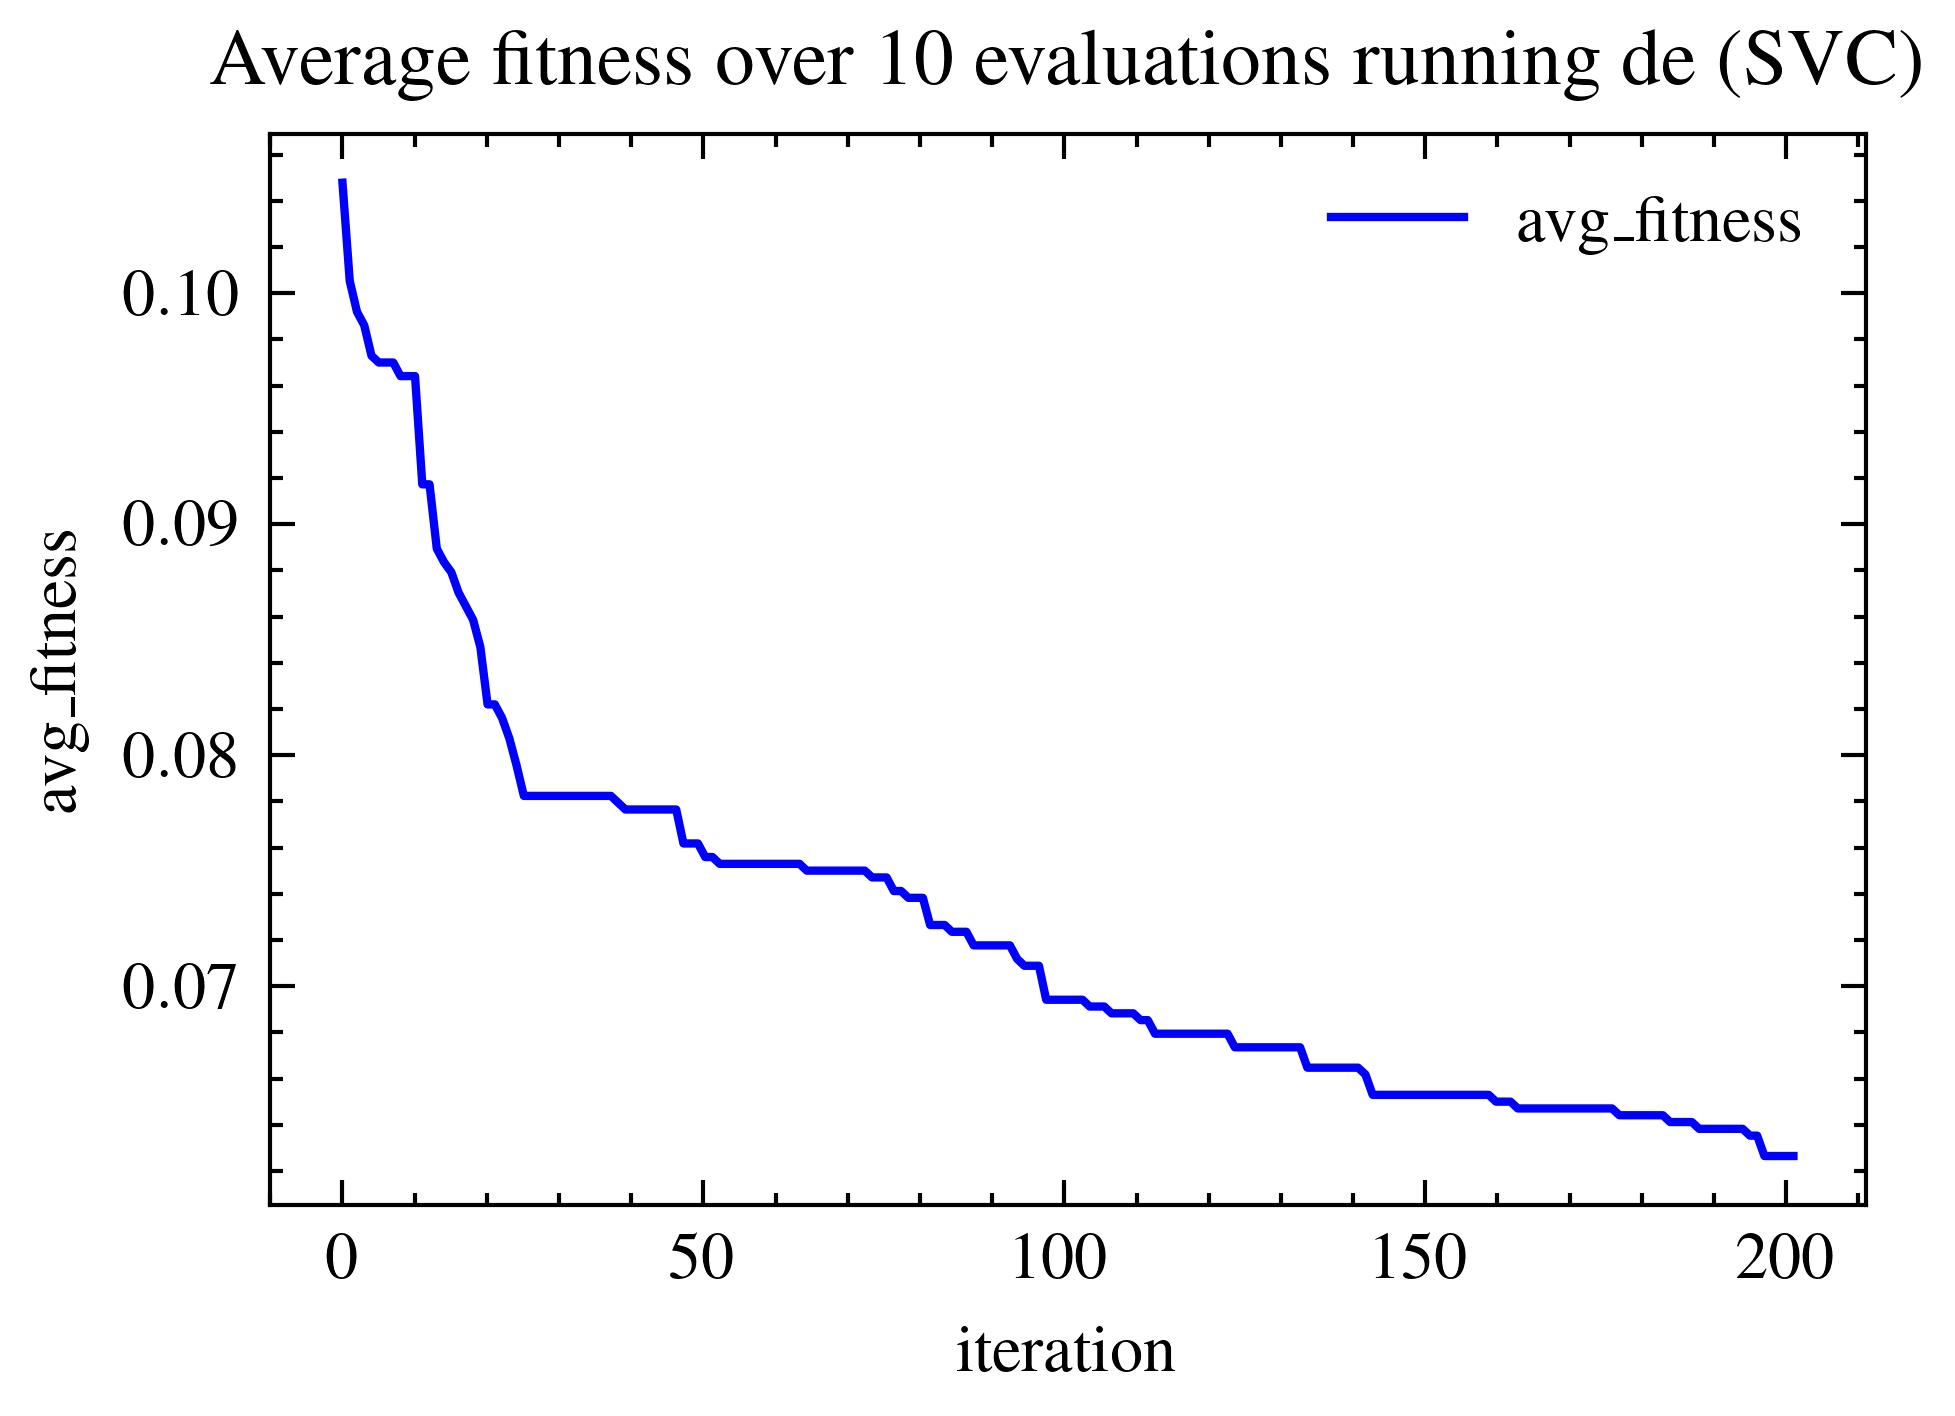 Average fitness over 10 evaluations running de (SVC)
avg_fitness
0.10
0.09
0.08
0.07
avg_fitness
0 50 100 150 200
iteration